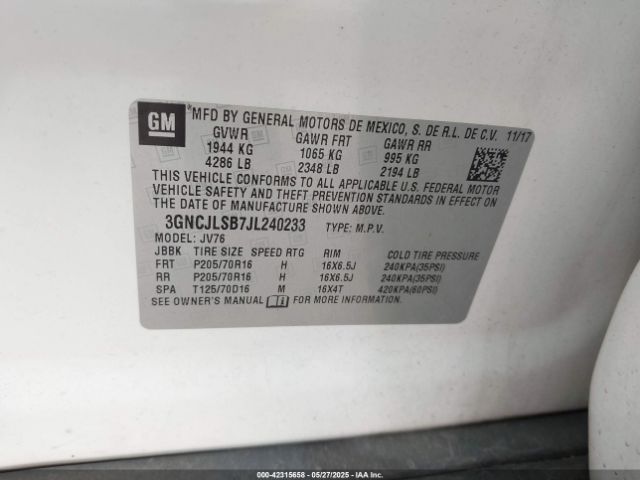 GM
*MFD BY GENERAL MOTORS DE MEXICO, S. DE R.L. DE C.V. 11/17
GVWR GAWR FRT GAWR RR
1944 KG 1065 KG 995 KG
4286 LB 2348 LB 2194 LB
THIS VEHICLE CONFORMS TO ALL APPLICABLE U.S. FEDERAL MOTOR
VEHICLE SAFETY AND THEFT PREVENTION STANDARDS IN EFFECT ON
THE DATE OF MANUFACTURE SHOWN ABOVE.
3GNCJLSB7JL240233 TYPE: M.P.V.
MODEL: JV76
JBBK TIRE SIZE SPEED RTG RIM COLD TIRE PRESSURE
FRT P205/70R16 H 16X6.5J 240KPA(35PSI)
RR P205/70R16 H 16X6.5J 240KPA(35PSI)
SPA T125/70D16 M 16X4T 420KPA(60PSI)
SEE OWNER'S MANUAL FOR MORE INFORMATION.
000-42315658 - 05/27/2025 - IAAI.COM